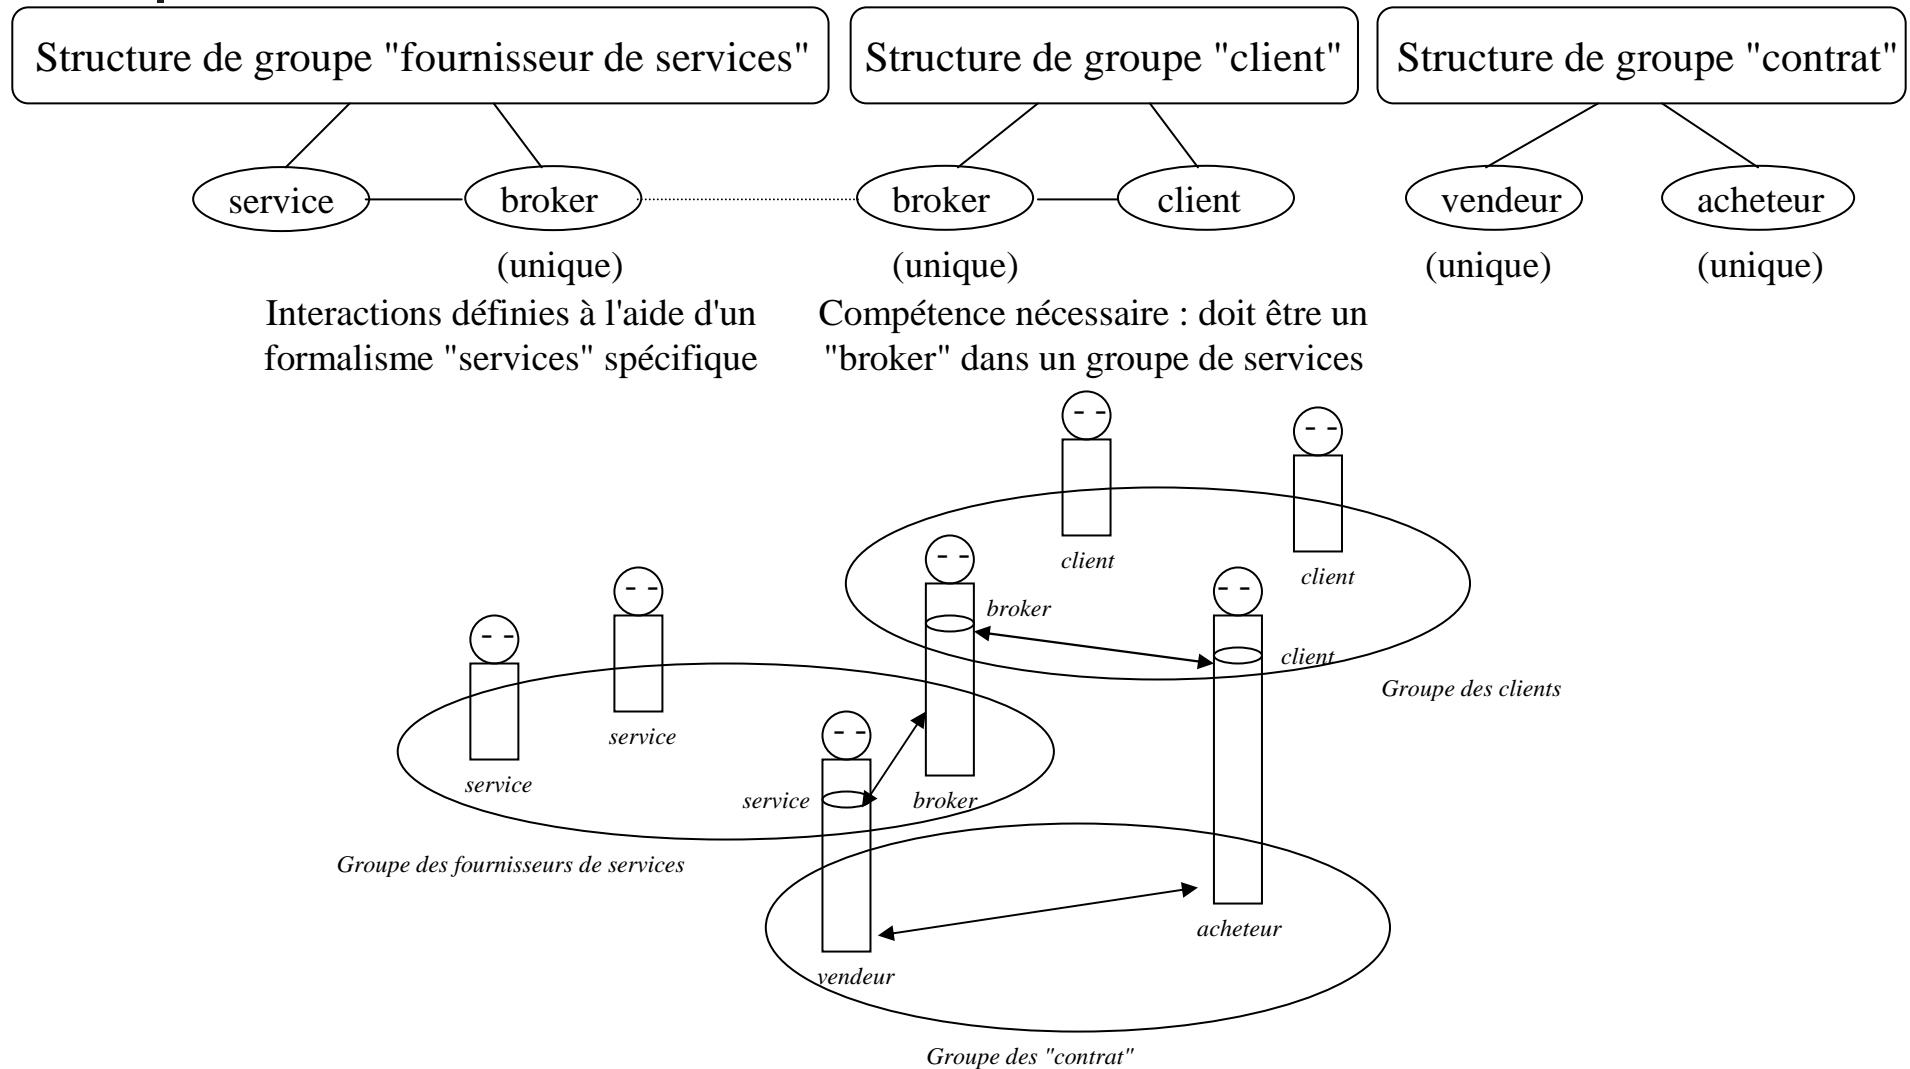 Structure de groupe "fournisseur de services"
Structure de groupe "client"
Structure de groupe "contrat"
service
broker
broker
client
vendeur
acheteur
(unique)
(unique)
(unique)
(unique)
Interactions définies à l'aide d'un
formalisme "services" spécifique
Compétence nécessaire : doit être un
"broker" dans un groupe de services
client
client
broker
client
Groupe des clients
service
service
service
broker
Groupe des fournisseurs de services
acheteur
vendeur
Groupe des "contrat"